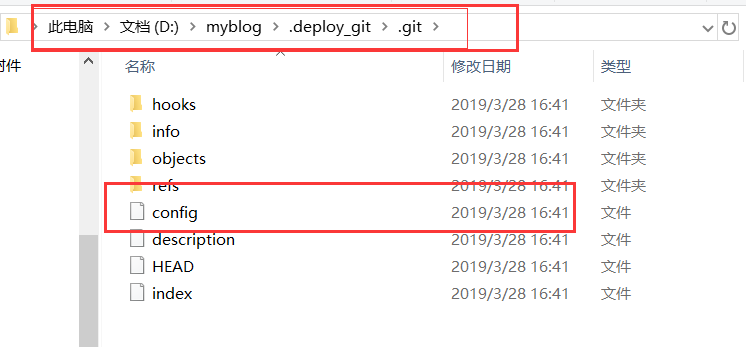 此电脑 > 文档 (D:) > myblog > .deploy_git > .git >
名称 修改日期 类型
hooks 2019/3/28 16:41 文件夹
info 2019/3/28 16:41 文件夹
objects 2019/3/28 16:41 文件夹
refs 2019/3/28 16:41 文件夹
config 2019/3/28 16:41 文件
description 2019/3/28 16:41 文件
HEAD 2019/3/28 16:41 文件
index 2019/3/28 16:41 文件